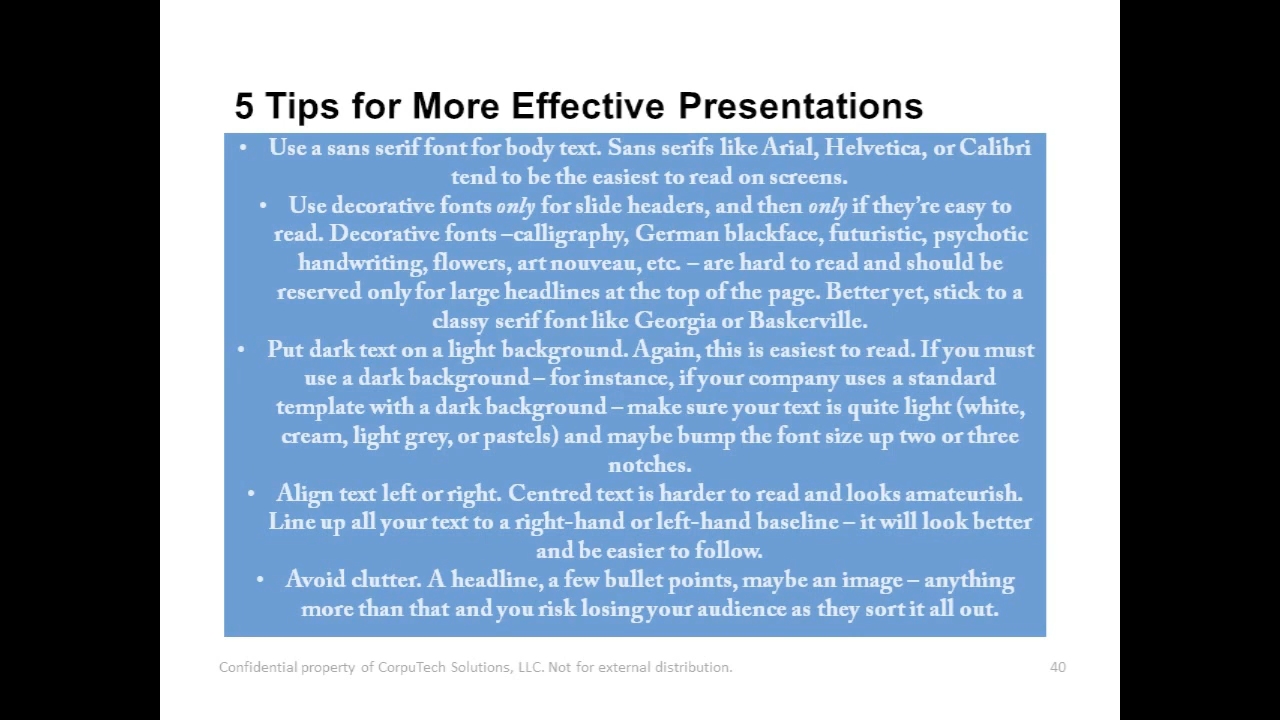 5 Tips for More Effective Presentations
• Use a sans serif font for body text. Sans serifs like Arial, Helvetica, or Calibri
tend to be the easiest to read on screens.
• Use decorative fonts only for slide headers, and then only if they're easy to
read. Decorative fonts –calligraphy, German blackface, futuristic, psychotic
handwriting, flowers, art nouveau, etc. – are hard to read and should be
reserved only for large headlines at the top of the page. Better yet, stick to a
classy serif font like Georgia or Baskerville.
• Put dark text on a light background. Again, this is easiest to read. If you must
use a dark background – for instance, if your company uses a standard
template with a dark background – make sure your text is quite light (white,
cream, light grey, or pastels) and maybe bump the font size up two or three
notches.
• Align text left or right. Centred text is harder to read and looks amateurish.
Line up all your text to a right-hand or left-hand baseline – it will look better
and be easier to follow.
• Avoid clutter. A headline, a few bullet points, maybe an image – anything
more than that and you risk losing your audience as they sort it all out.
Confidential property of CorpuTech Solutions, LLC. Not for external distribution. 40